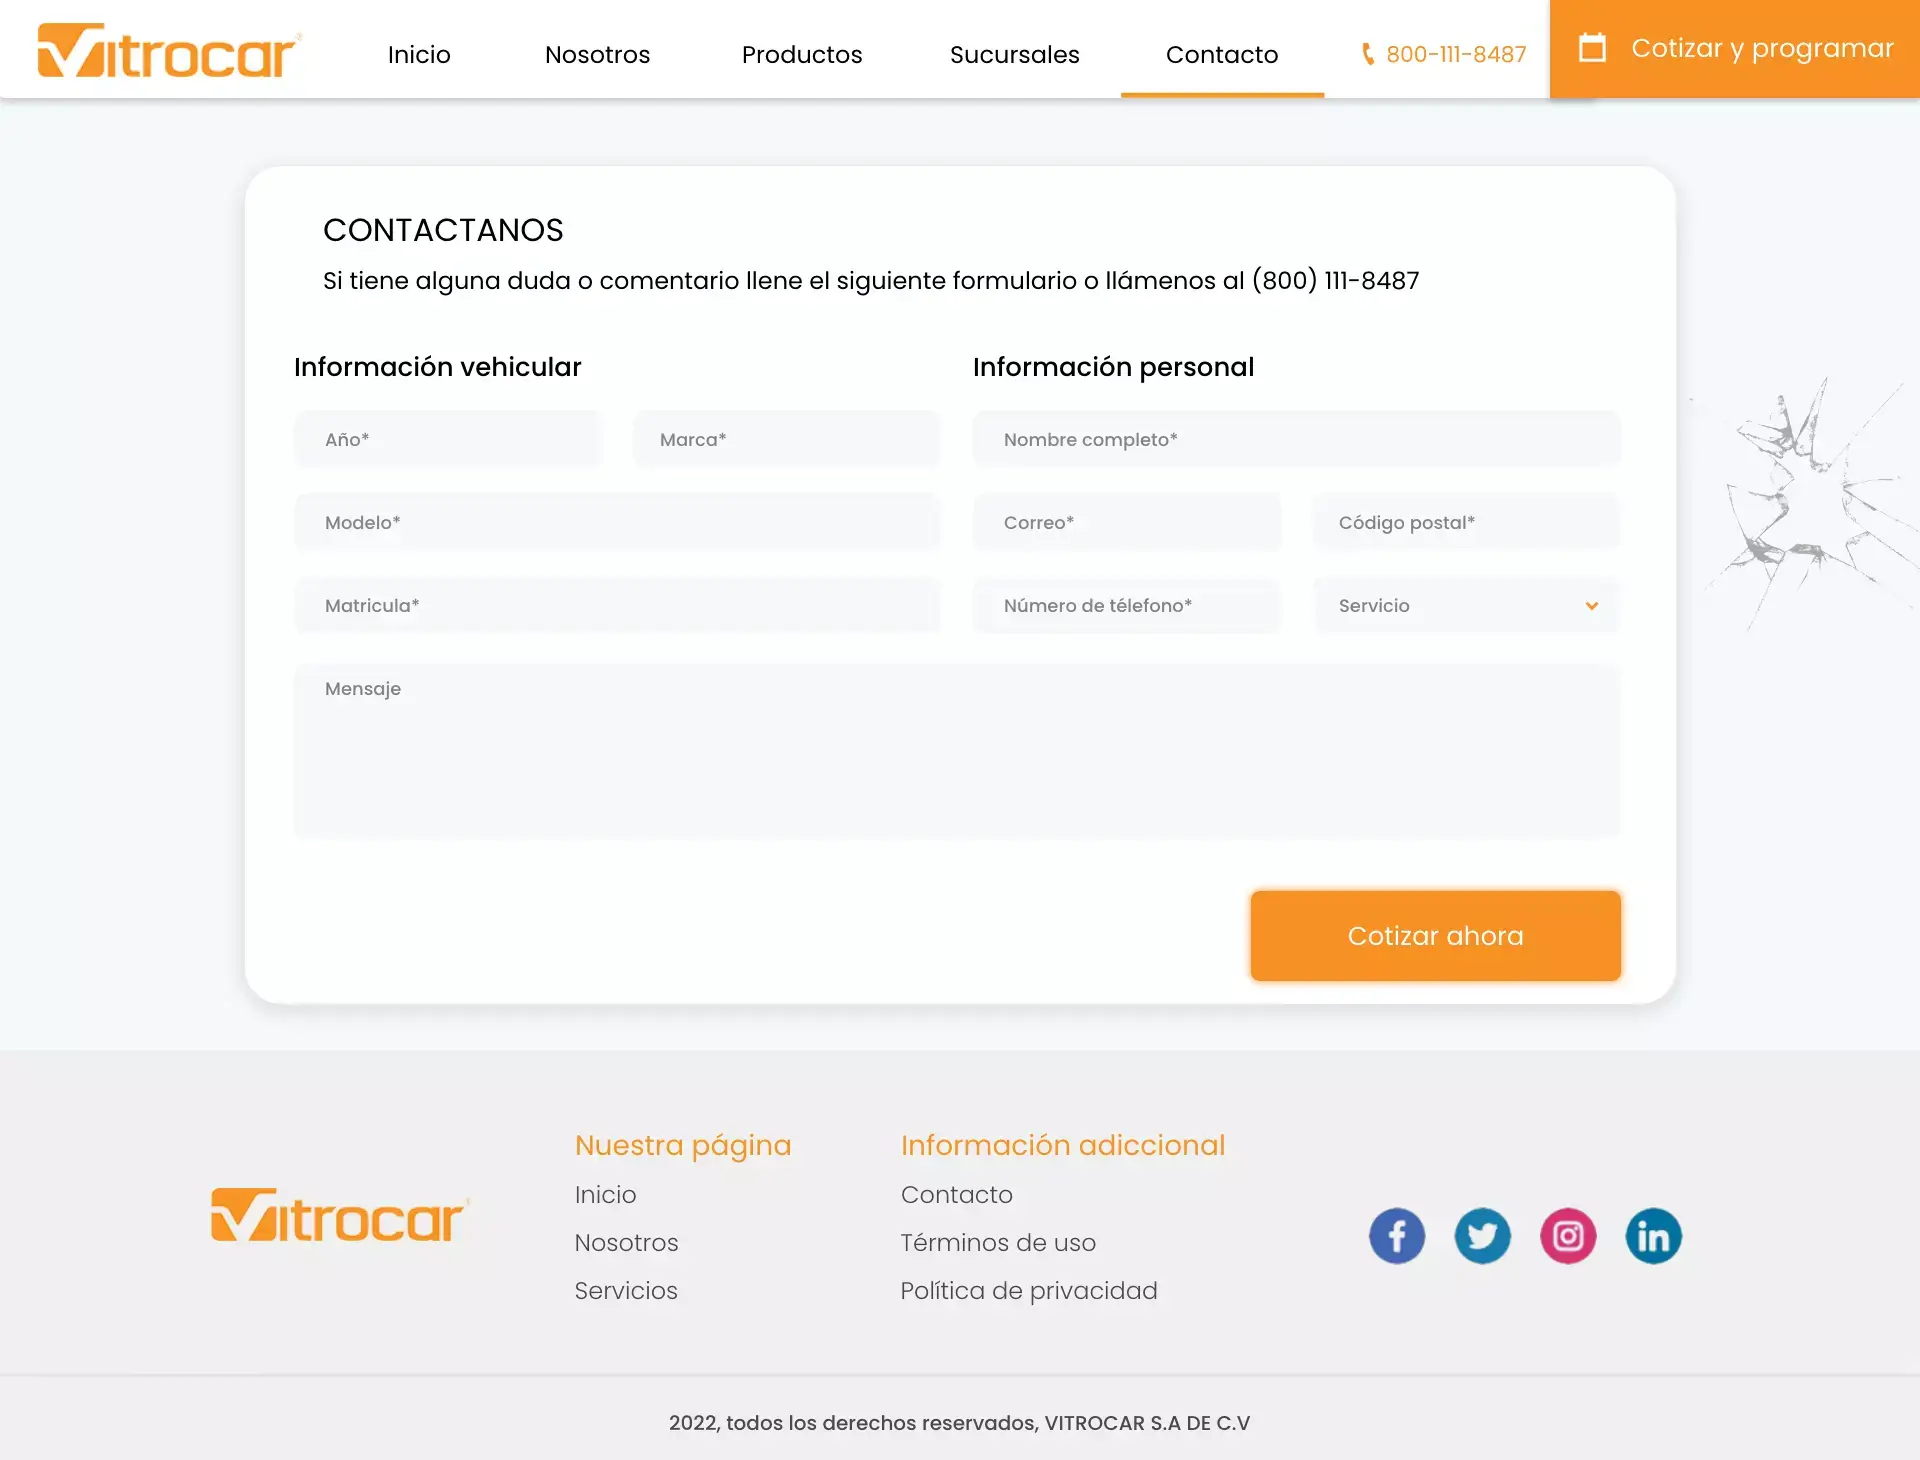 Vitrocar
Inicio
Nosotros
Productos
Sucursales
Contacto
800-111-8487
Cotizar y programar
CONTACTANOS
Si tiene alguna duda o comentario llene el siguiente formulario o llámenos al (800) 111-8487
Información vehicular
Información personal
Año*
Marca*
Nombre completo*
Modelo*
Correo*
Código postal*
Matricula*
Número de télefono*
Servicio
Mensaje
Cotizar ahora
Vitrocar
Nuestra página
Inicio
Nosotros
Servicios
Información adiccional
Contacto
Términos de uso
Política de privacidad
2022, todos los derechos reservados, VITROCAR S.A DE C.V